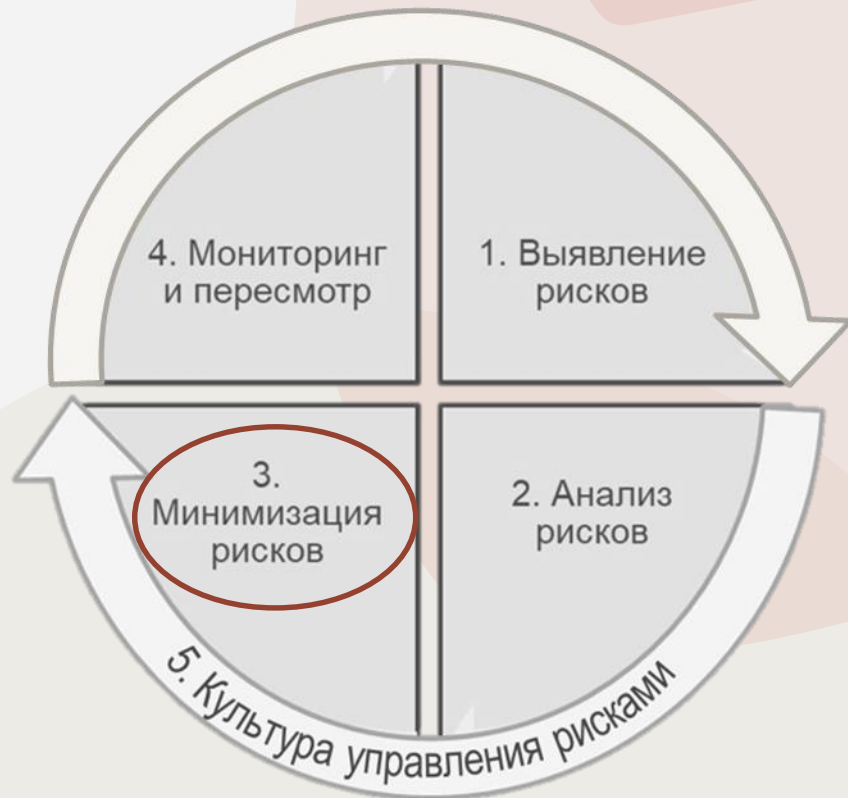 4. Мониторинг
и пересмотр
1. Выявление
рисков
3.
Минимизация
рисков
2. Анализ
рисков
5. Культура управления рисками